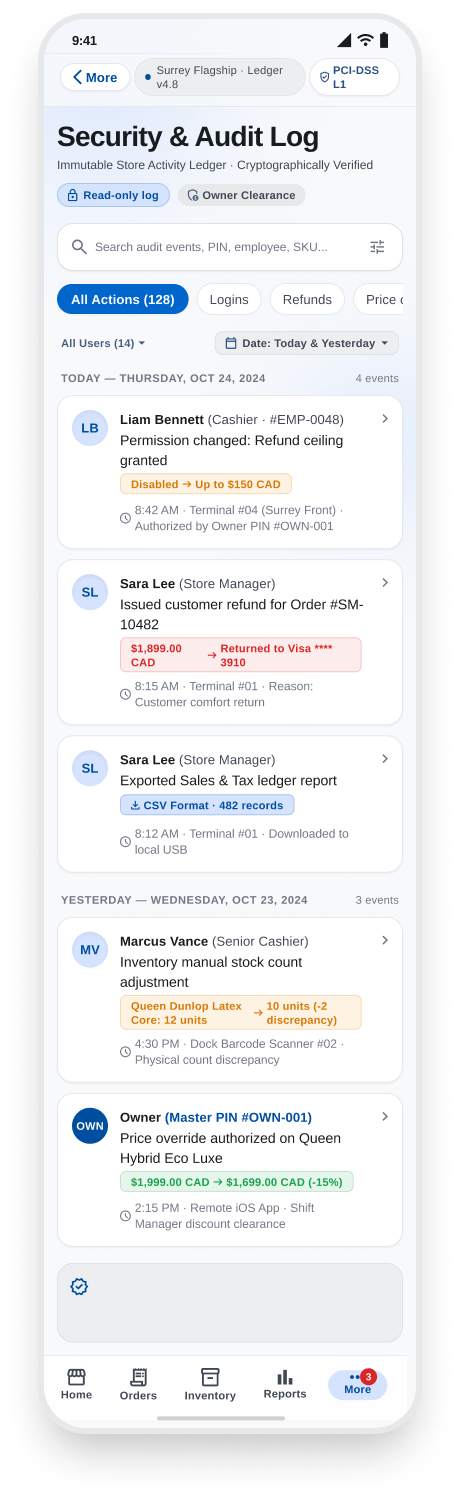 9:41
More
Surrey Flagship · Ledger
v4.8
PCI-DSS
L1
Security & Audit Log
Immutable Store Activity Ledger · Cryptographically Verified
Read-only log
Owner Clearance
Search audit events, PIN, employee, SKU...
All Actions (128)
Logins
Refunds
Price
All Users (14)
Date: Today & Yesterday
TODAY — THURSDAY, OCT 24, 2024
4 events
LB
Liam Bennett (Cashier · #EMP-0048)
Permission changed: Refund ceiling
granted
Disabled → Up to $150 CAD
8:42 AM · Terminal #04 (Surrey Front) ·
Authorized by Owner PIN #OWN-001
SL
Sara Lee (Store Manager)
Issued customer refund for Order #SM-
10482
$1,899.00
CAD
→ Returned to Visa ****
3910
8:15 AM · Terminal #01 · Reason:
Customer comfort return
SL
Sara Lee (Store Manager)
Exported Sales & Tax ledger report
CSV Format · 482 records
8:12 AM · Terminal #01 · Downloaded to
local USB
YESTERDAY — WEDNESDAY, OCT 23, 2024
3 events
MV
Marcus Vance (Senior Cashier)
Inventory manual stock count
adjustment
Queen Dunlop Latex
Core: 12 units
→ 10 units (-2
discrepancy)
4:30 PM · Dock Barcode Scanner #02 ·
Physical count discrepancy
OWN
Owner (Master PIN #OWN-001)
Price override authorized on Queen
Hybrid Eco Luxe
$1,999.00 CAD → $1,699.00 CAD (-15%)
2:15 PM · Remote iOS App · Shift
Manager discount clearance
Home
Orders
Inventory
Reports
3
More